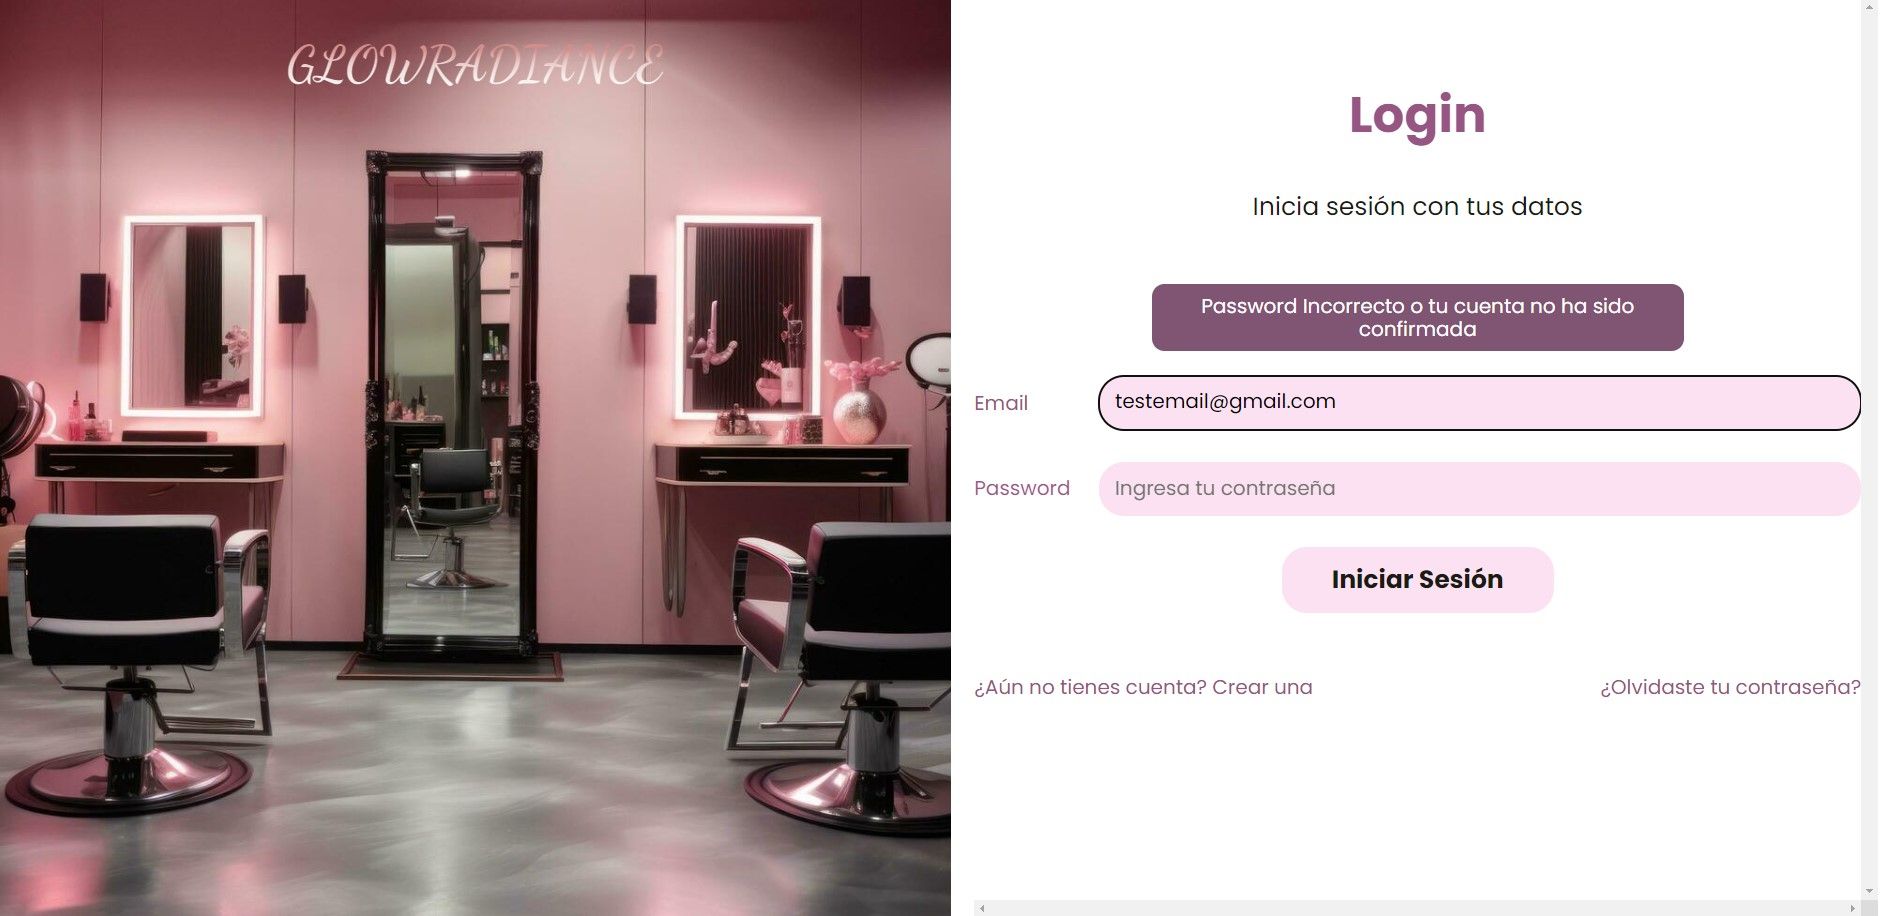 GLOWRADIANCE
Login
Inicia sesión con tus datos
Password Incorrecto o tu cuenta no ha sido
confirmada
Email
testemail@gmail.com
Password
Ingresa tu contraseña
Iniciar Sesión
¿Aún no tienes cuenta? Crear una
¿Olvidaste tu contraseña?